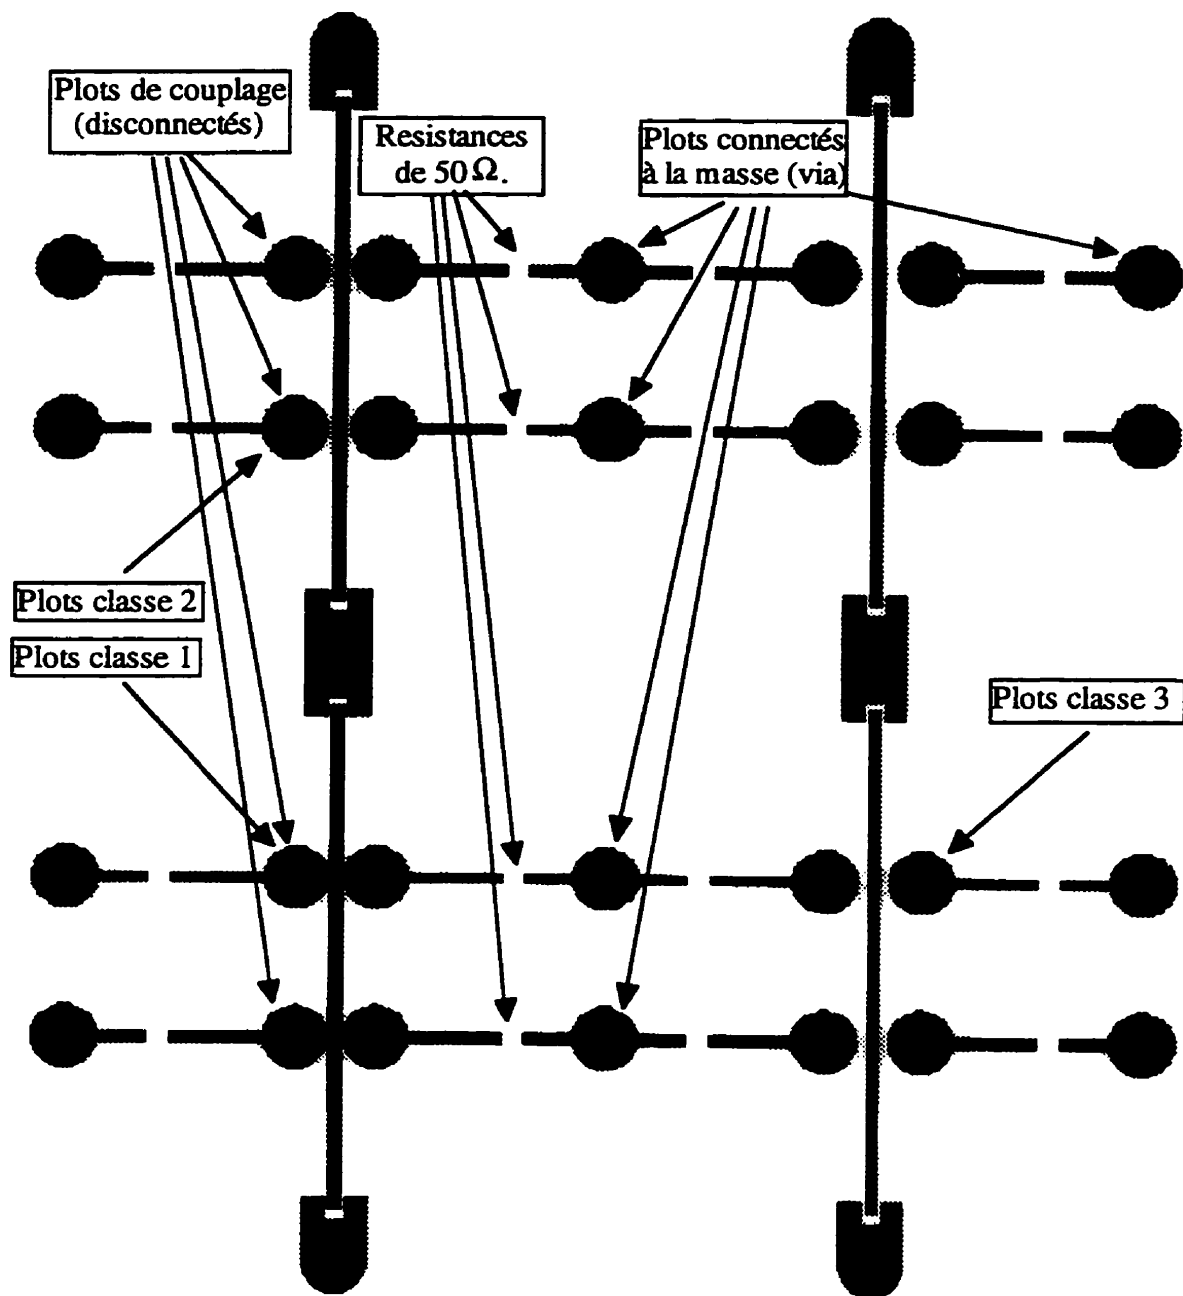 Plots de couplage
(disconnectés)
Resistances
de 50 Ω.
Plots connectés
à la masse (via)
Plots classe 2
Plots classe 1
Plots classe 3